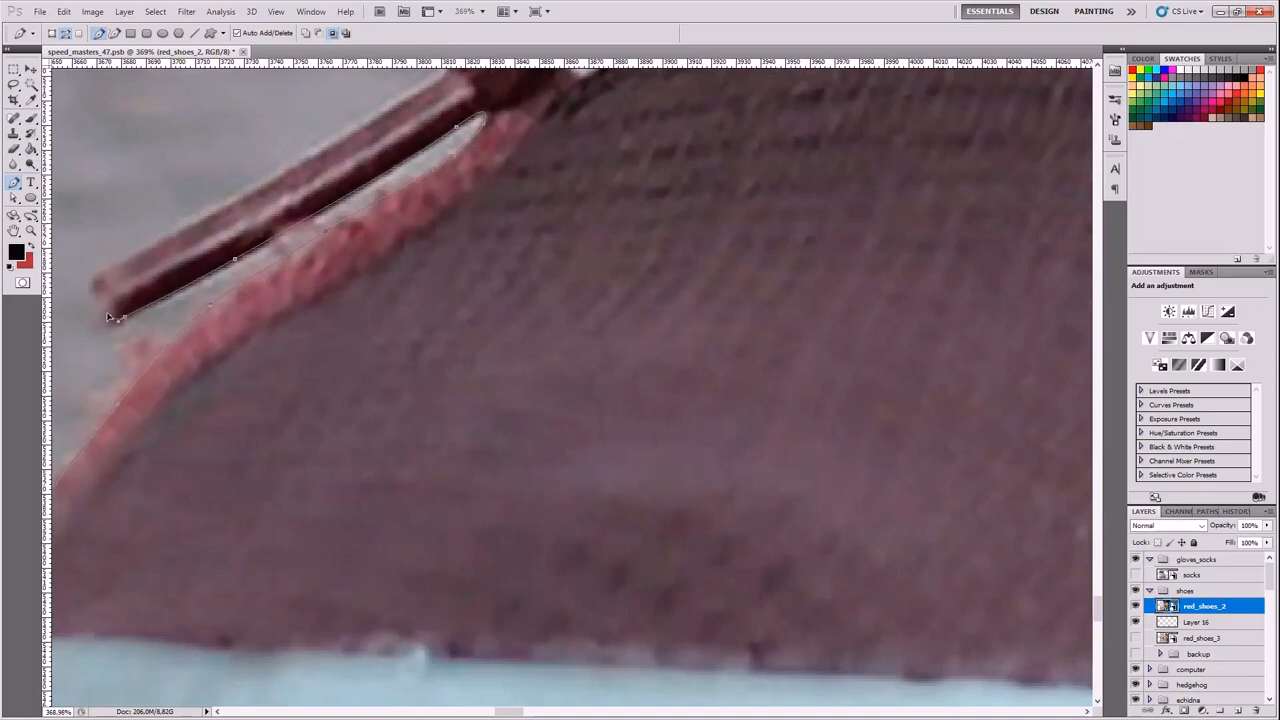 Ps File Edit Image Layer Select Filter Analysis 3D View Window Help 369% ESSENTIALS DESIGN PAINTING CS Live
Auto Add/Delete
speed_masters_47.psb @ 369% (red_shoes_2, RGB/8) *
COLOR SWATCHES STYLES
ADJUSTMENTS MASKS
Add an adjustment
Levels Presets
Curves Presets
Exposure Presets
Hue/Saturation Presets
Black & White Presets
Channel Mixer Presets
Selective Color Presets
LAYERS CHANNE PATHS HISTORY
Normal Opacity: 100%
Lock: Fill: 100%
gloves_socks
socks
shoes
red_shoes_2
Layer 16
red_shoes_3
backup
computer
hedgehog
echidna
368,98% Doc: 206,0M/8,82G